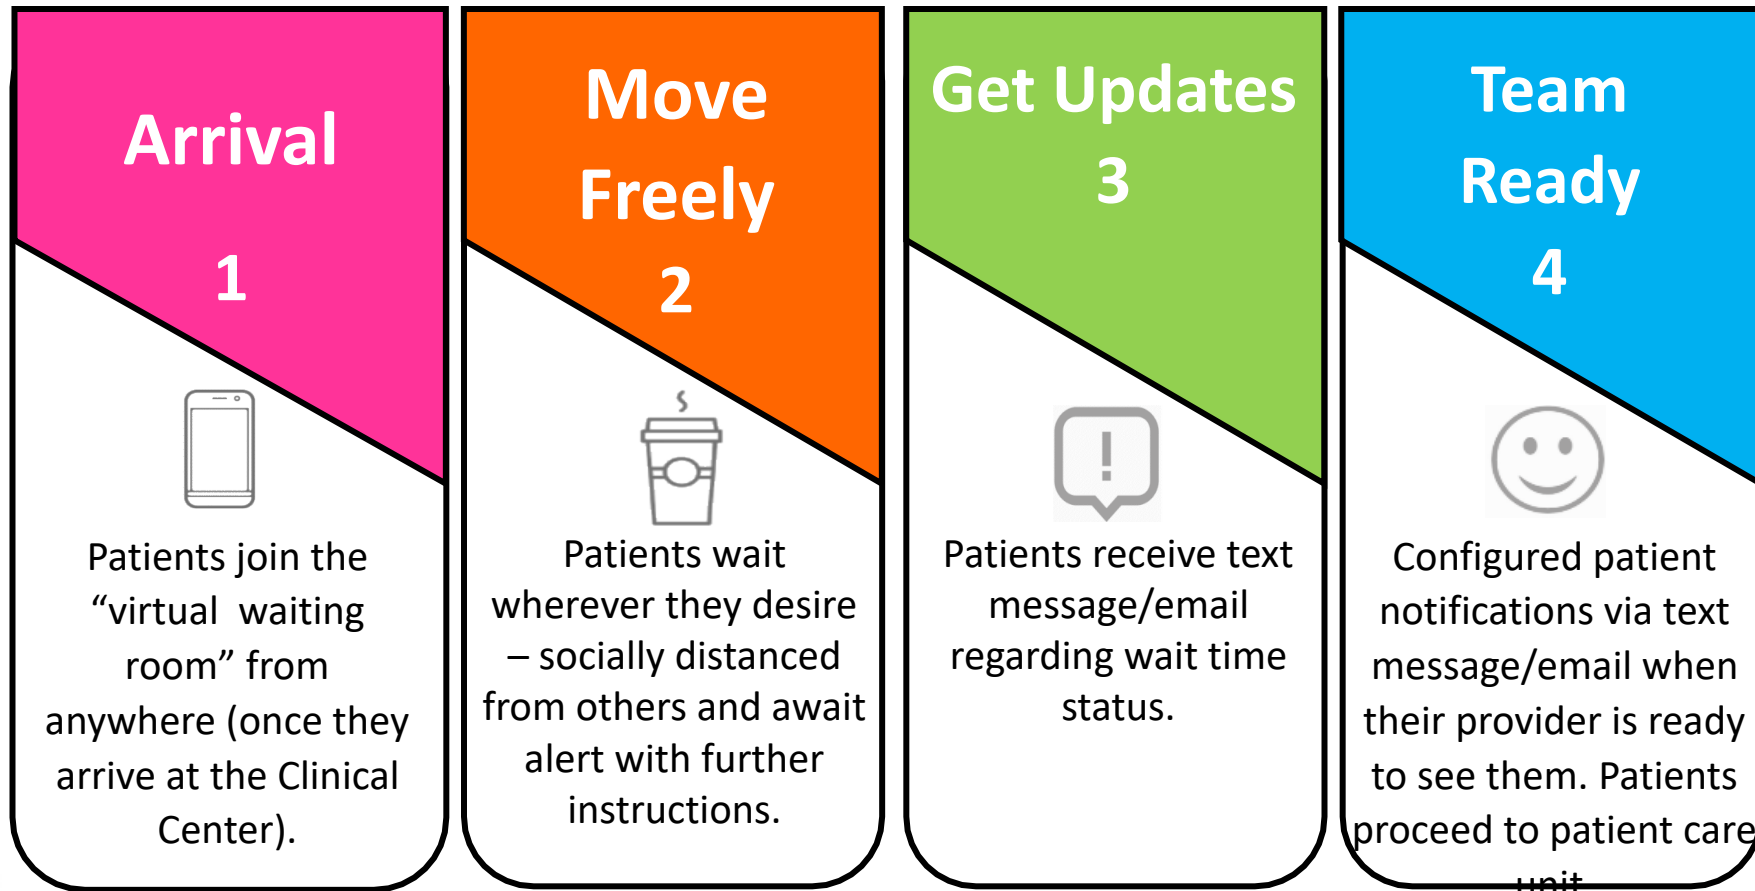 Arrival
1
Patients join the
“virtual  waiting
room” from
anywhere (once they
arrive at the Clinical
Center).
Move
Freely
2
Patients wait
wherever they desire
– socially distanced
from others and await
alert with further
instructions.
Get Updates
3
!
Patients receive text
message/email
regarding wait time
status.
Team
Ready
4
Configured patient
notifications via text
message/email when
their provider is ready
to see them. Patients
proceed to patient care
unit